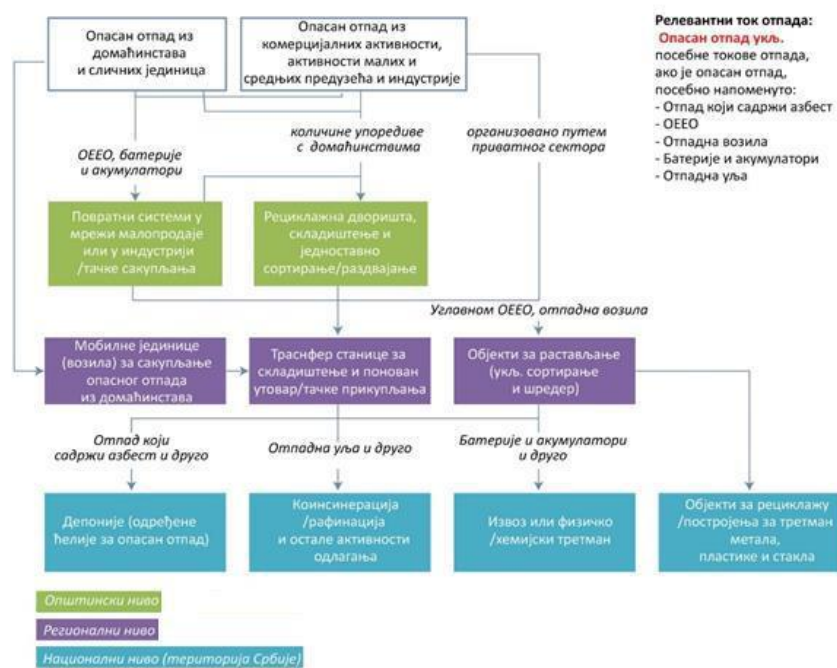 Опасан отпад из
домаћинстава
и сличних јединица
Опасан отпад из
комерцијалних активности,
активности малих и
средњих предузећа и индустрије
Релевантни ток отпада:
Опасан отпад укљ.
посебне токове отпада,
ако је опасан отпад,
посебно напоменуто:
- Отпад који садржи азбест
- ОЕЕО
- Отпадна возила
- Батерије и акумулатори
- Отпадна уља
ОЕЕО, батерије
и акумулатори
количине упоредиве
с домаћинствима
организовано путем
приватног сектора
Повратни системи у
мрежи малопродаје
или у индустрији
/тачке сакупљања
Рециклажна дворишта,
складиштење и
једноставно
сортирање/раздвајање
Углавном ОЕЕО, отпадна возила
Мобилне јединице
(возила) за сакупљање
опасног отпада
из домаћинстава
Траснфер станице за
складиштење и понован
утовар/тачке прикупљања
Објекти за растављање
(укљ. сортирање
и шредер)
Отпад који
садржи азбест и друго
Отпадна уља и друго
Батерије и акумулатори
и друго
Депоније (одређене
ћелије за опасан отпад)
Коинсинерација
/рафинација
и остале активности
одлагања
Извоз или физичко
/хемијски третман
Објекти за рециклажу
/постројења за третман
метала,
пластике и стакла
Општински ниво
Регионални ниво
Национални ниво (територија Србије)